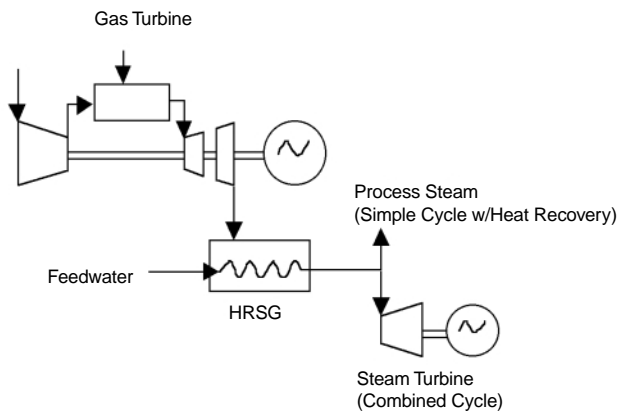 Gas Turbine
Process Steam
(Simple Cycle w/Heat Recovery)
Feedwater
HRSG
Steam Turbine
(Combined Cycle)